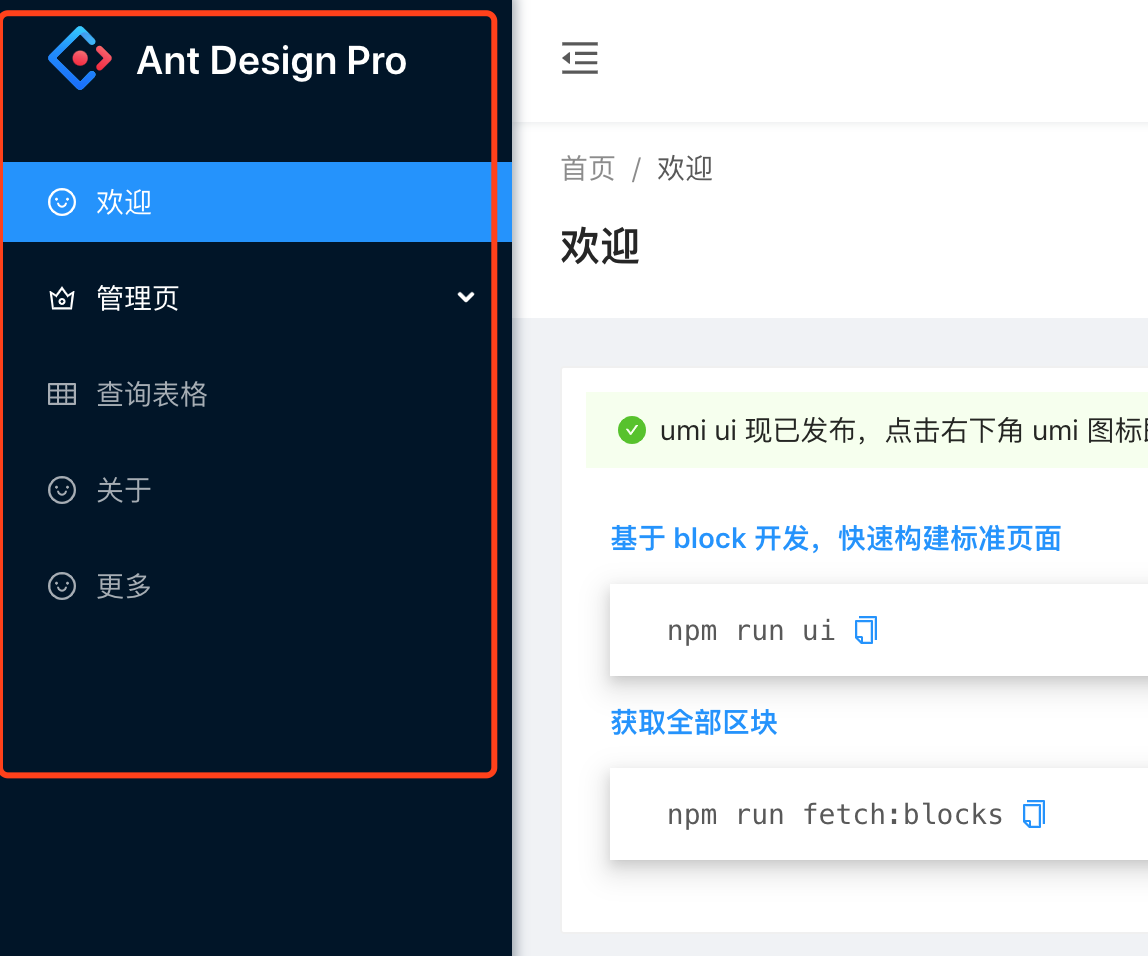 Ant Design Pro
欢迎
管理页
查询表格
关于
更多
首页 / 欢迎
欢迎
umi ui 现已发布，点击右下角 umi 图标
基于 block 开发，快速构建标准页面
npm run ui
获取全部区块
npm run fetch:blocks